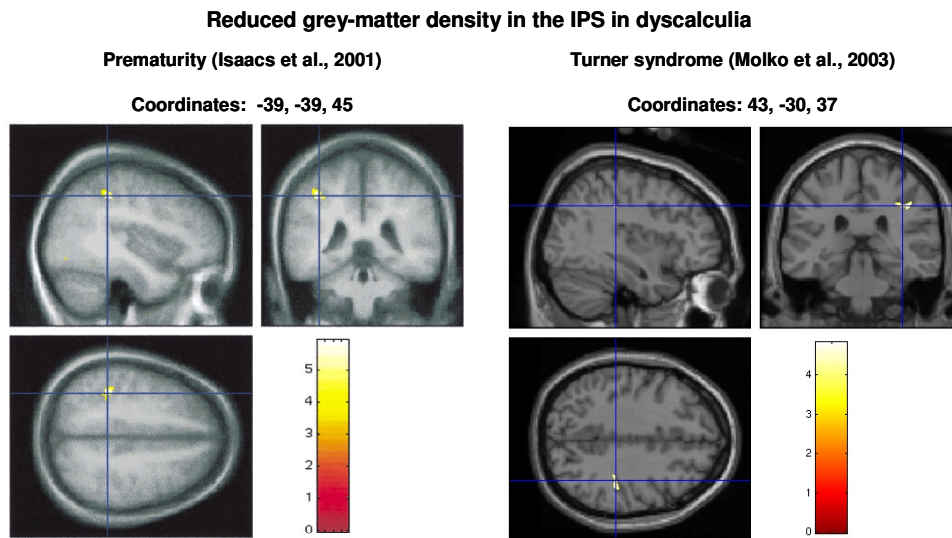 Reduced grey-matter density in the IPS in dyscalculia
Prematurity (Isaacs et al., 2001)
Coordinates:  -39, -39, 45
5
4
3
2
1
0
Turner syndrome (Molko et al., 2003)
Coordinates: 43, -30, 37
4
3
2
1
0